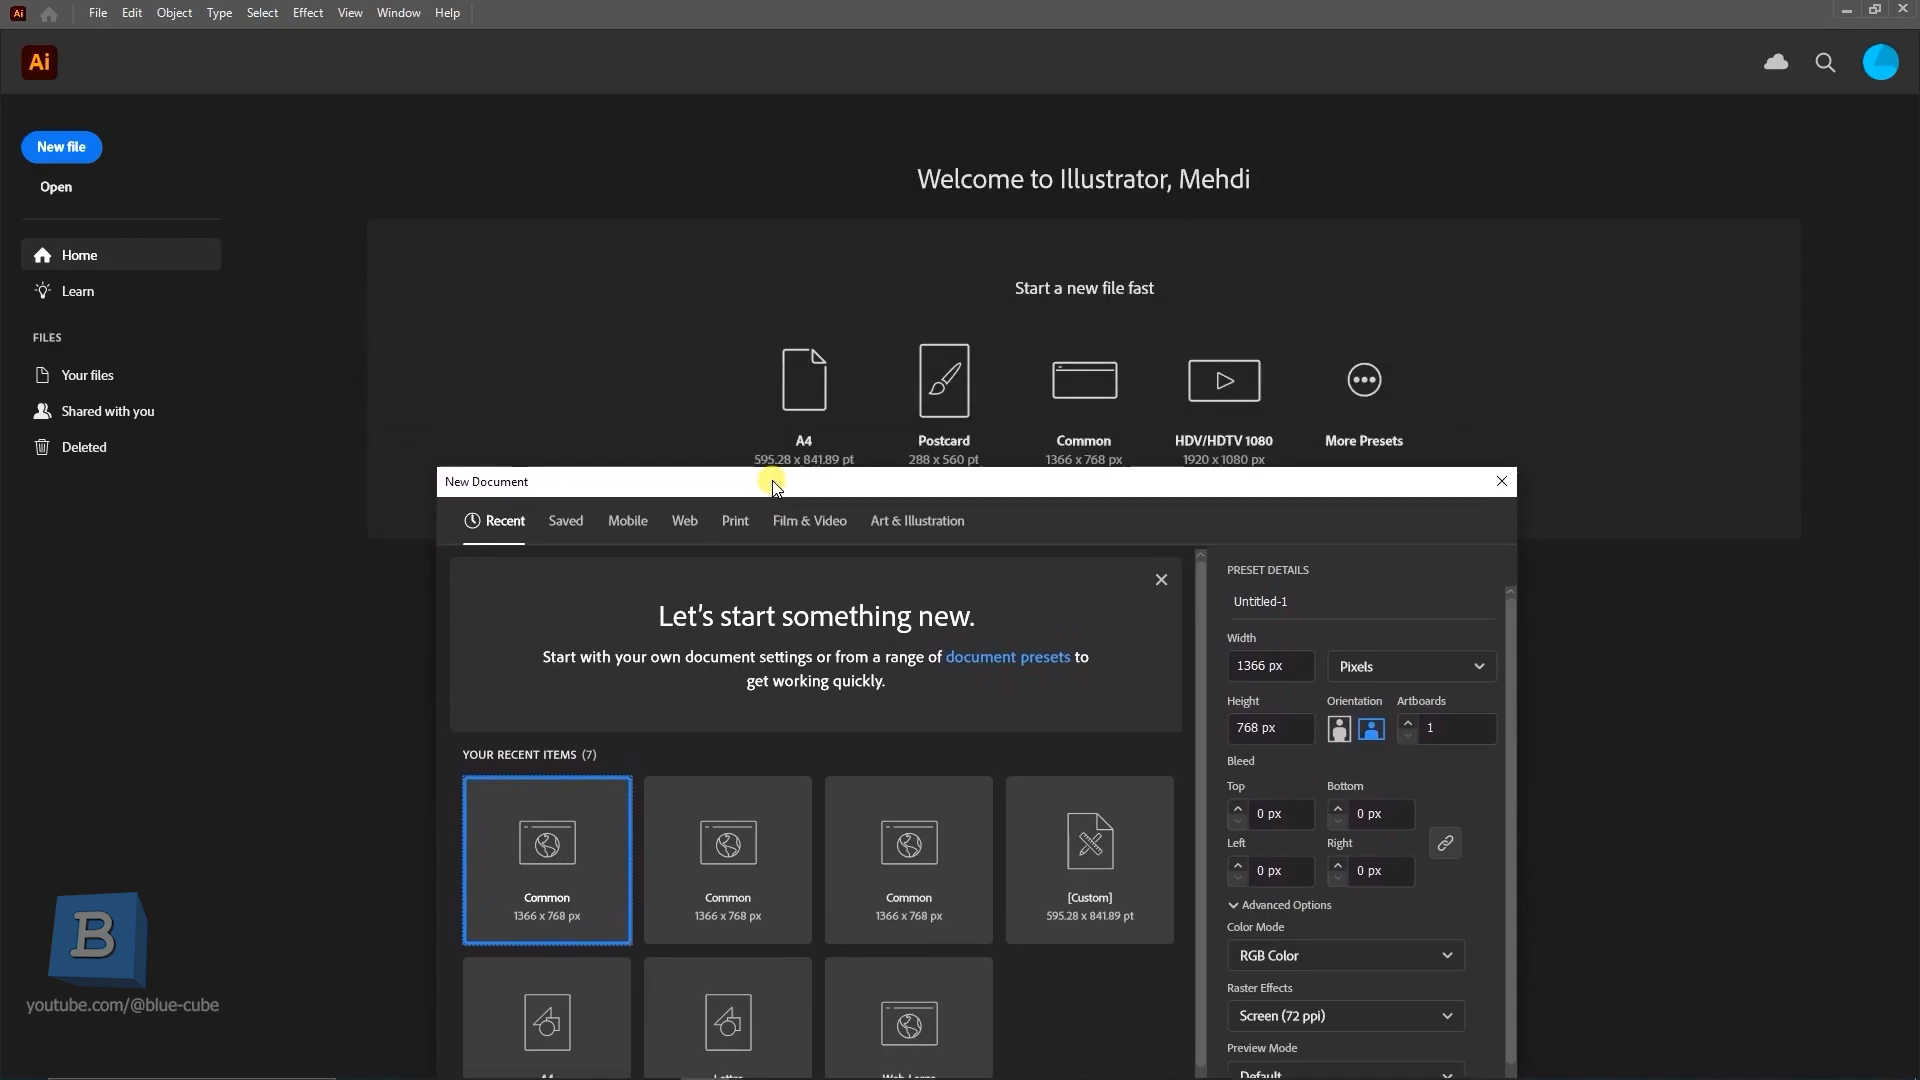 Ai File Edit Object Type Select Effect View Window Help
Ai
New file
Open
Home
Learn
FILES
Your files
Shared with you
Deleted
Welcome to Illustrator, Mehdi
Start a new file fast
A4 Postcard Common HDV/HDTV 1080 More Presets
595.28 x 841.89 pt 288 x 560 pt 1366 x 768 px 1920 x 1080 px
New Document
Recent Saved Mobile Web Print Film & Video Art & Illustration
Let's start something new.
Start with your own document settings or from a range of document presets to
get working quickly.
YOUR RECENT ITEMS (7)
Common Common Common [Custom]
1366 x 768 px 1366 x 768 px 1366 x 768 px 595.28 x 841.89 pt
PRESET DETAILS
Untitled-1
Width
1366 px Pixels
Height Orientation Artboards
768 px 1
Bleed
Top Bottom
0 px 0 px
Left Right
0 px 0 px
Advanced Options
Color Mode
RGB Color
Raster Effects
Screen (72 ppi)
Preview Mode
Default
B
youtube.com/@blue-cube